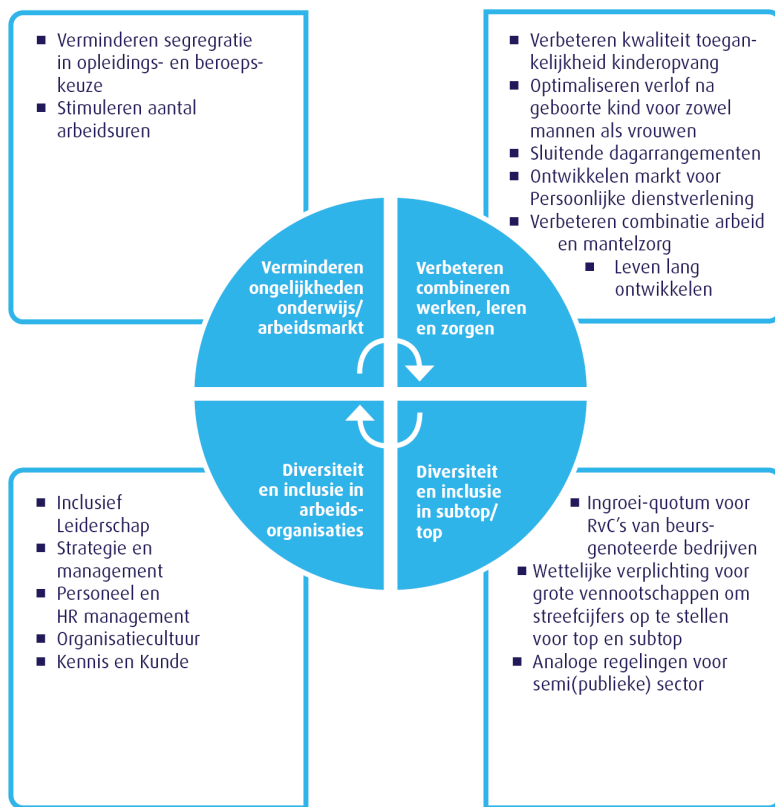 Verminderen segregratie
in opleidings- en beroeps-
keuze
Stimuleren aantal
arbeidsuren
Verbeteren kwaliteit toegan-
kelijkheid kinderopvang
Optimaliseren verlof na
geboorte kind voor zowel
mannen als vrouwen
Sluitende dagarrangementen
Ontwikkelen markt voor
Persoonlijke dienstverlening
Verbeteren combinatie arbeid
en mantelzorg
Leven lang
ontwikkelen
Verminderen
ongelijkheden
onderwijs/
arbeidsmarkt
Verbeteren
combineren
werken, leren
en zorgen
Diversiteit
en inclusie in
arbeids-
organisaties
Diversiteit
en inclusie
in subtop/
top
Inclusief
Leiderschap
Strategie en
management
Personeel en
HR management
Organisatiecultuur
Kennis en Kunde
Ingroei-quotum voor
RvC's van beurs-
genoteerde bedrijven
Wettelijke verplichting voor
grote vennootschappen om
streefcijfers op te stellen
voor top en subtop
Analoge regelingen voor
semi(publieke) sector